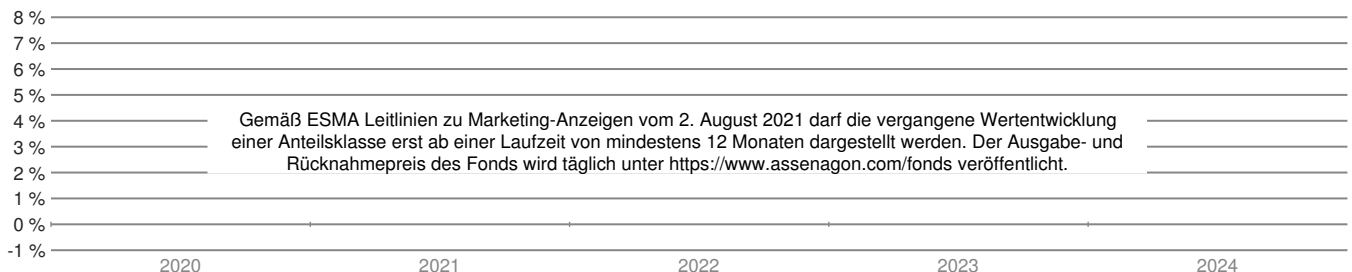 8 %
7 %
6 %
5 %
4 %
3 %
2 %
1 %
0 %
-1 %
Gemäß ESMA Leitlinien zu Marketing-Anzeigen vom 2. August 2021 darf die vergangene Wertentwicklung
einer Anteilsklasse erst ab einer Laufzeit von mindestens 12 Monaten dargestellt werden. Der Ausgabe- und
Rücknahmepreis des Fonds wird täglich unter https://www.assenagon.com/fonds veröffentlicht.
2020 2021 2022 2023 2024